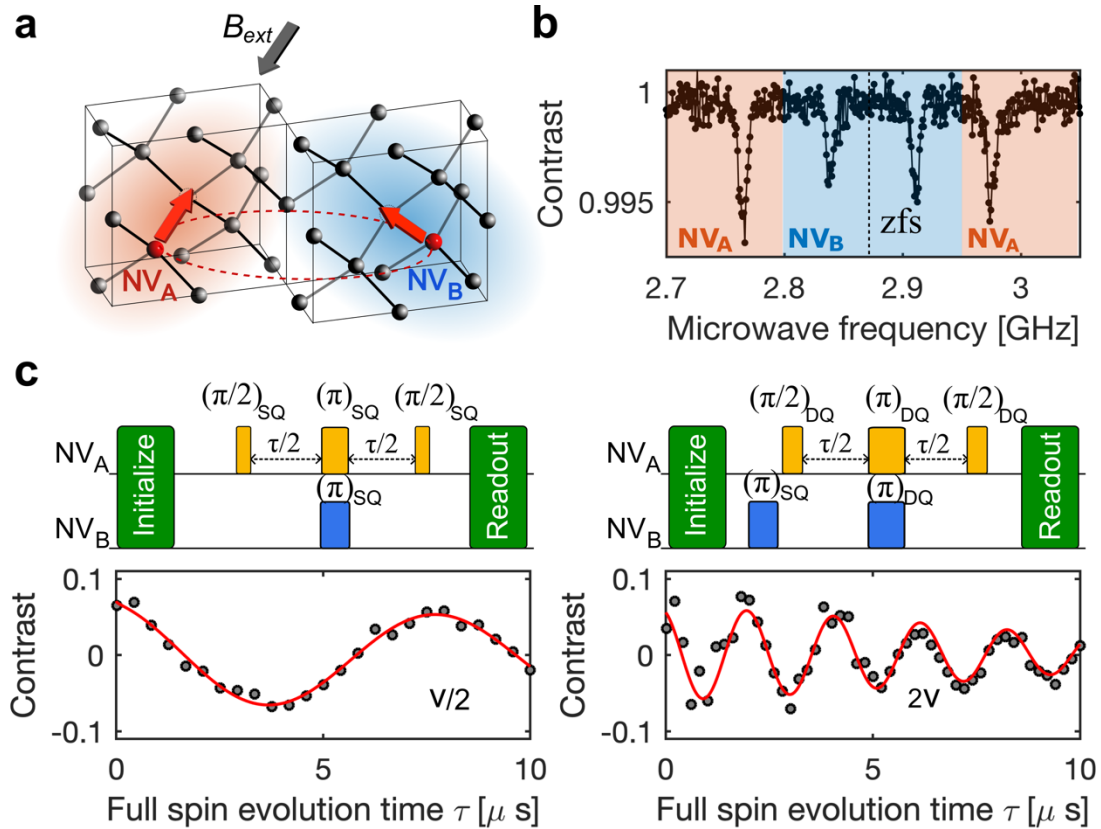 a
B_ext
NV_A
NV_B
b
Contrast
1
0.995
NV_A
NV_B
zfs
NV_A
2.7 2.8 2.9 3
Microwave frequency [GHz]
c
(π/2)_SQ (π)_SQ (π/2)_SQ
NV_A
Initialize
τ/2 τ/2
Readout
(π)_SQ
NV_B
Contrast
0.1
0
-0.1
V/2
0 5 10
Full spin evolution time τ [μ s]
(π/2)_DQ (π)_DQ (π/2)_DQ
NV_A
Initialize
τ/2 τ/2
Readout
(π)_SQ (π)_DQ
NV_B
Contrast
0.1
0
-0.1
2V
0 5 10
Full spin evolution time τ [μ s]